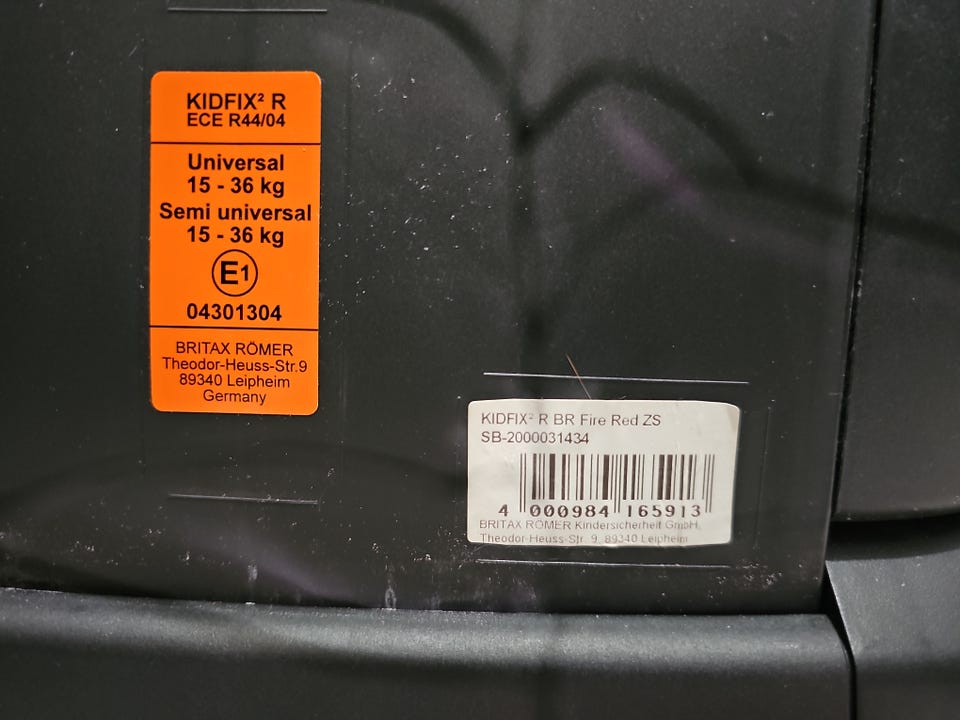 KIDFIX² R
ECE R44/04
Universal
15 - 36 kg
Semi universal
15 - 36 kg
E1
04301304
BRITAX RÖMER
Theodor-Heuss-Str.9
89340 Leipheim
Germany
KIDFIX² R BR Fire Red ZS
SB-2000031434
4 000984 165913
BRITAX RÖMER Kindersicherheit GmbH,
Theodor-Heuss-Str. 9, 89340 Leipheim